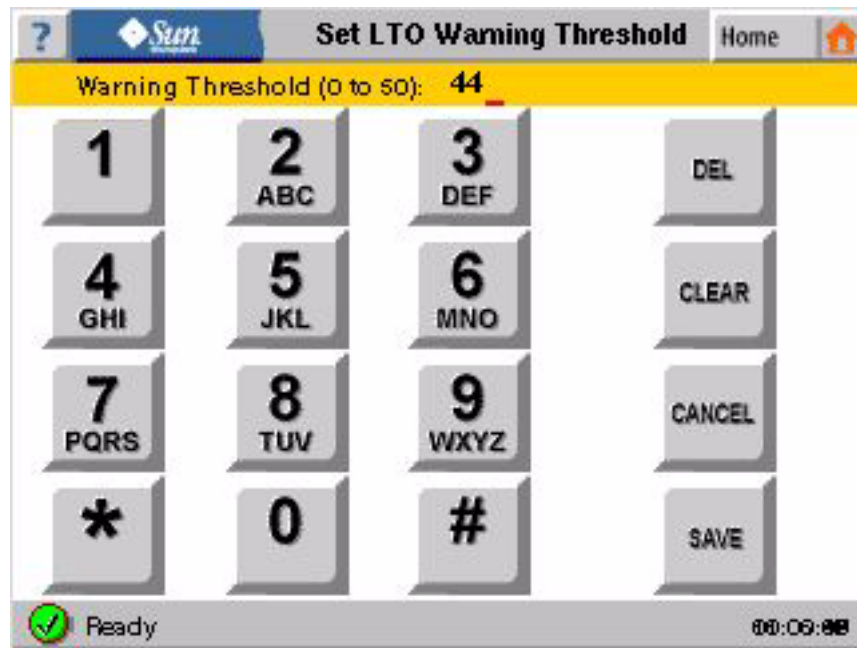 ? Sun Set LTO Warning Threshold Home
Warning Threshold (0 to 50): 44_
1 2 3 DEL
ABC DEF
4 5 6 CLEAR
GHI JKL MNO
7 8 9 CANCEL
PQRS TUV WXYZ
* 0 # SAVE
Ready